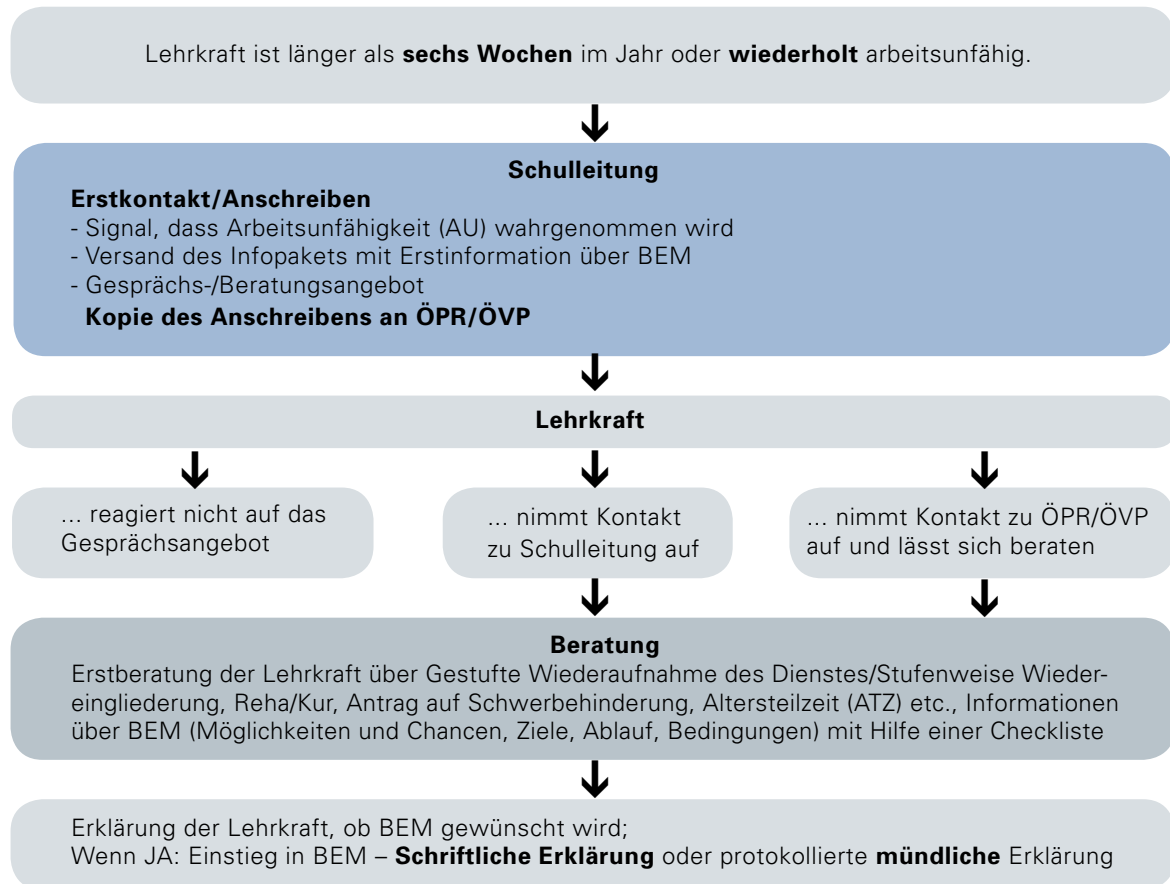 Lehrkraft ist länger als sechs Wochen im Jahr oder wiederholt arbeitsunfähig.
Schulleitung
Erstkontakt/Anschreiben
- Signal, dass Arbeitsunfähigkeit (AU) wahrgenommen wird
- Versand des Infopakets mit Erstinformation über BEM
- Gesprächs-/Beratungsangebot
Kopie des Anschreibens an ÖPR/ÖVP
Lehrkraft
... reagiert nicht auf das
Gesprächsangebot
... nimmt Kontakt
zu Schulleitung auf
... nimmt Kontakt zu ÖPR/ÖVP
auf und lässt sich beraten
Beratung
Erstberatung der Lehrkraft über Gestufte Wiederaufnahme des Dienstes/Stufenweise Wieder-
eingliederung, Reha/Kur, Antrag auf Schwerbehinderung, Altersteilzeit (ATZ) etc., Informationen
über BEM (Möglichkeiten und Chancen, Ziele, Ablauf, Bedingungen) mit Hilfe einer Checkliste
Erklärung der Lehrkraft, ob BEM gewünscht wird;
Wenn JA: Einstieg in BEM – Schriftliche Erklärung oder protokollierte mündliche Erklärung